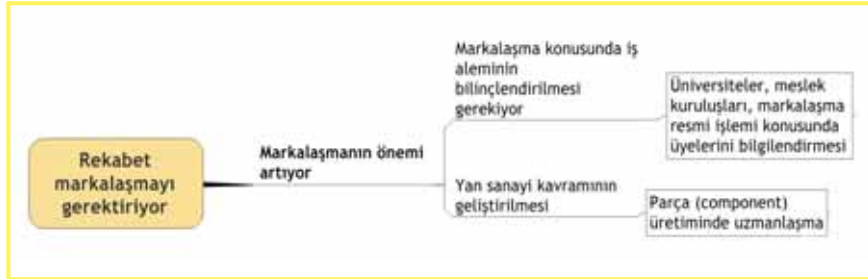 Rekabet
markalaşmayı
gerektiriyor
Markalaşmanın önemi
artıyor
Markalaşma konusunda iş
aleminin
bilinçlendirilmesi
gerekiyor
Üniversiteler, meslek
kuruluşları, markalaşma
resmi işlemi konusunda
üyelerini bilgilendirmesi
Yan sanayi kavramının
geliştirilmesi
Parça (component)
üretiminde uzmanlaşma